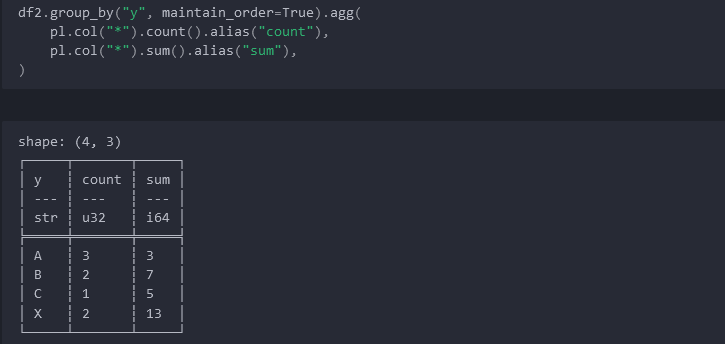 df2.group_by("y", maintain_order=True).agg(
    pl.col("*").count().alias("count"),
    pl.col("*").sum().alias("sum"),
)
shape: (4, 3)
┌─────┬───────┬─────┐
│ y   ┆ count ┆ sum │
│ --- ┆ ---   ┆ --- │
│ str ┆ u32   ┆ i64 │
╞═════╪═══════╪═════╡
│ A   ┆ 3     ┆ 3   │
│ B   ┆ 2     ┆ 7   │
│ C   ┆ 1     ┆ 5   │
│ X   ┆ 2     ┆ 13  │
└─────┴───────┴─────┘